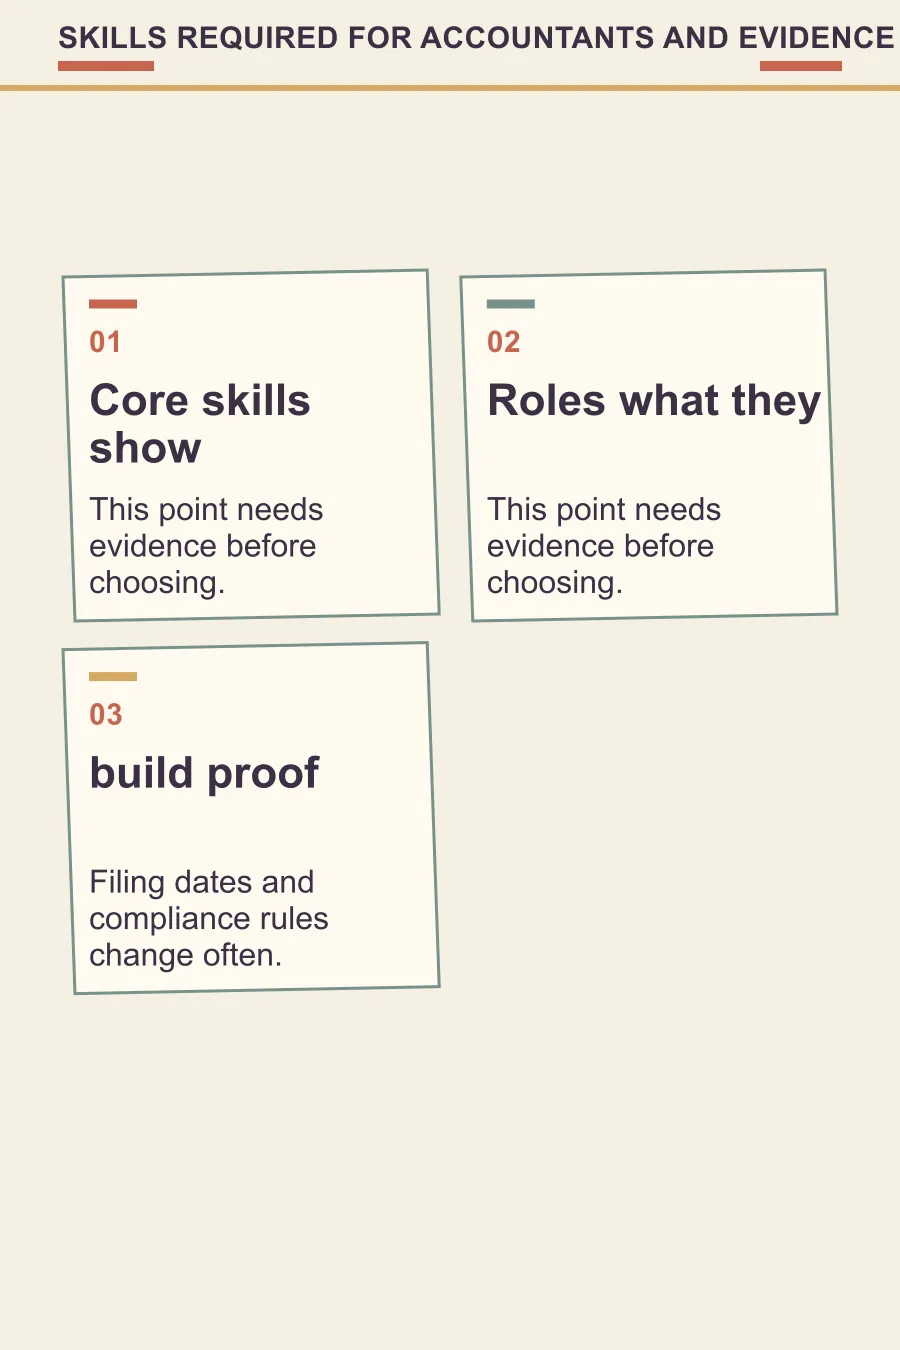 SKILLS REQUIRED FOR ACCOUNTANTS AND EVIDENCE
01
Core skills
show
This point needs
evidence before
choosing.
02
Roles what they
This point needs
evidence before
choosing.
03
build proof
Filing dates and
compliance rules
change often.